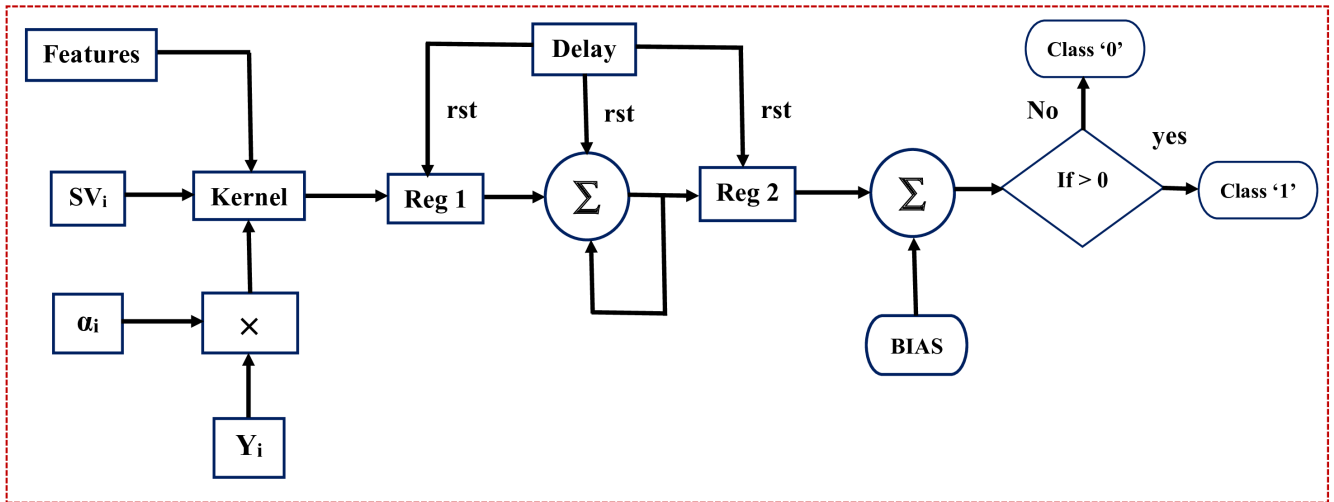 Features
Delay
Class ‘0’
rst
rst
rst
No
yes
SVᵢ
Kernel
Reg 1
Σ
Reg 2
Σ
If > 0
Class ‘1’
αᵢ
×
BIAS
Yᵢ